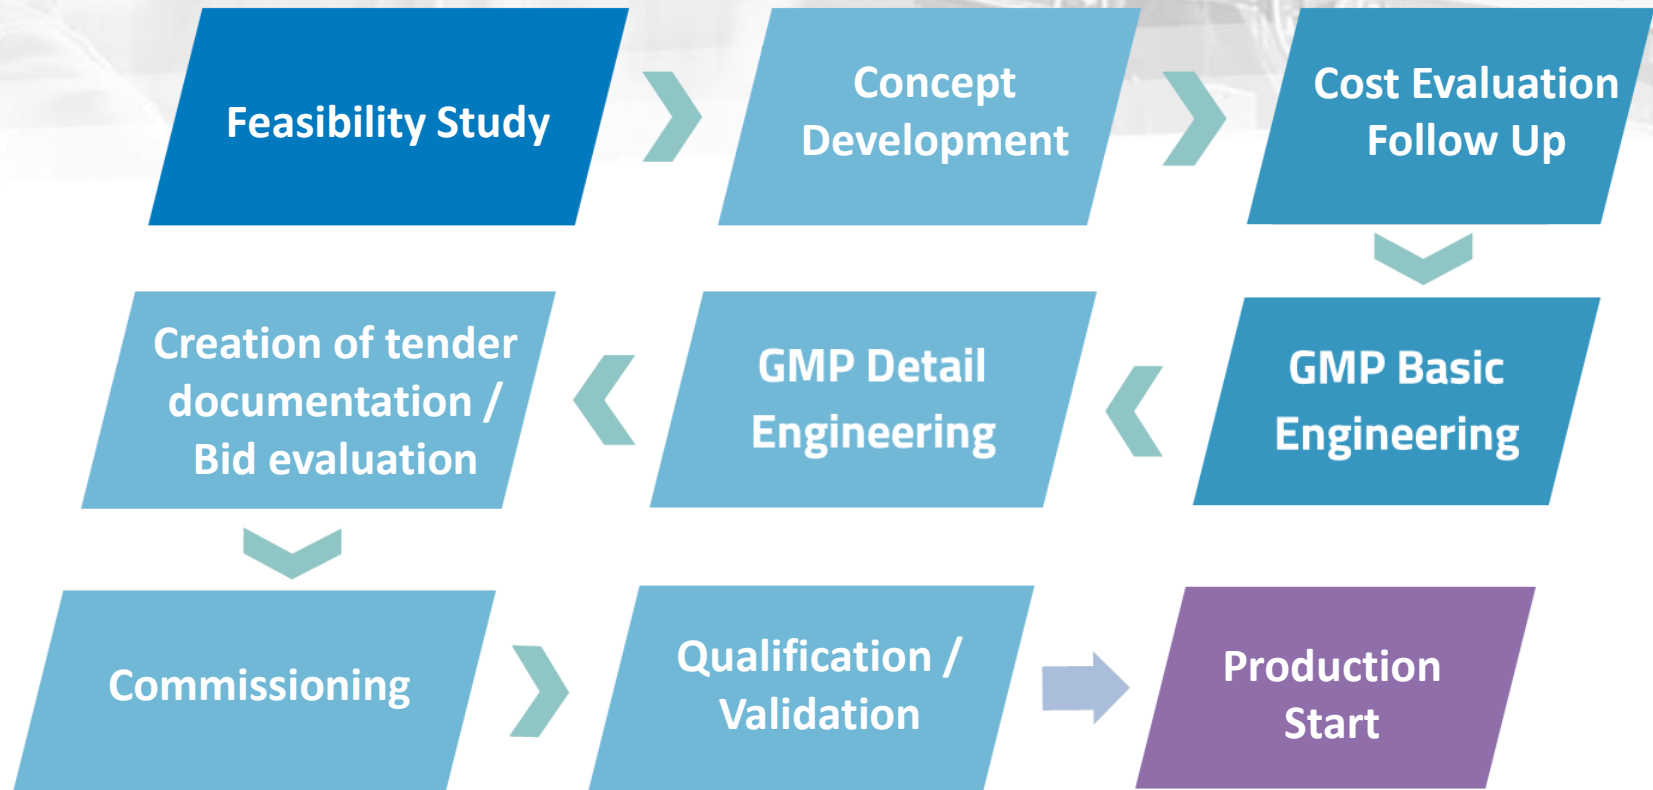 Feasibility Study
Concept
Development
Cost Evaluation
Follow Up
GMP Basic
Engineering
GMP Detail
Engineering
Creation of tender
documentation /
Bid evaluation
Commissioning
Qualification /
Validation
Production
Start